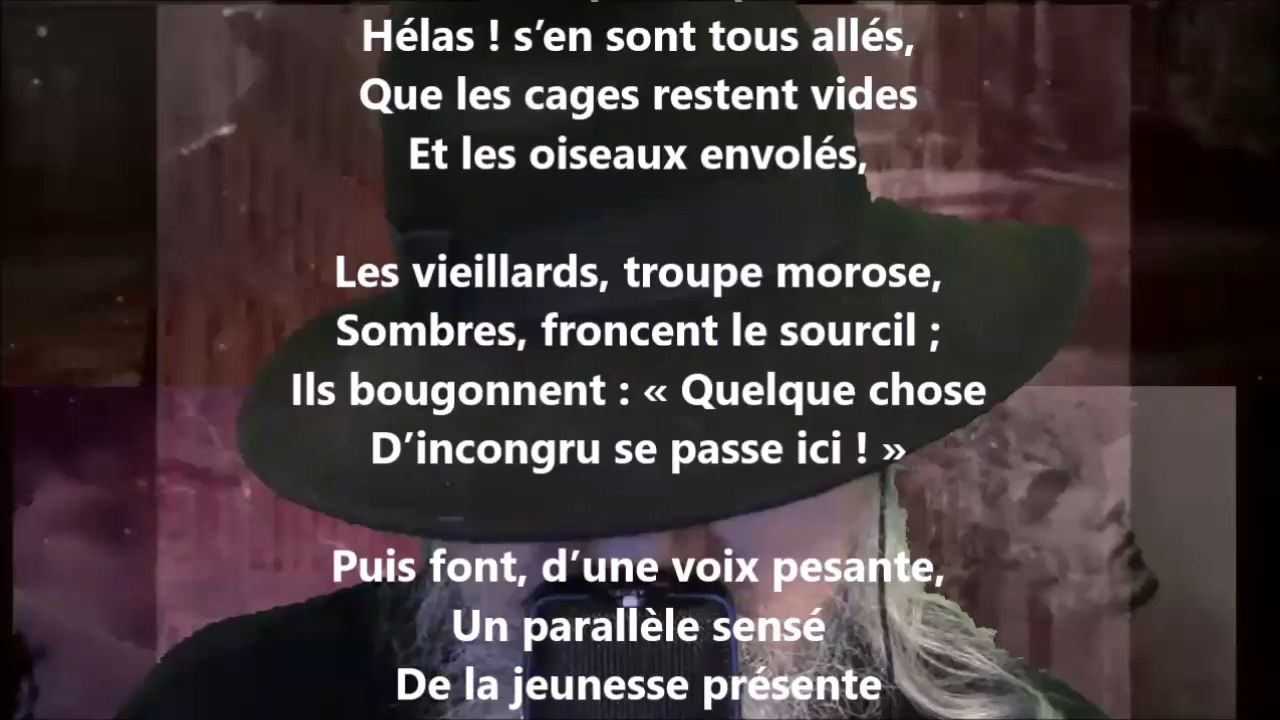 Hélas ! s’en sont tous allés,
Que les cages restent vides
Et les oiseaux envolés,
Les vieillards, troupe morose,
Sombres, froncent le sourcil ;
Ils bougonnent : « Quelque chose
D’incongru se passe ici ! »
Puis font, d’une voix pesante,
Un parallèle sensé
De la jeunesse présente